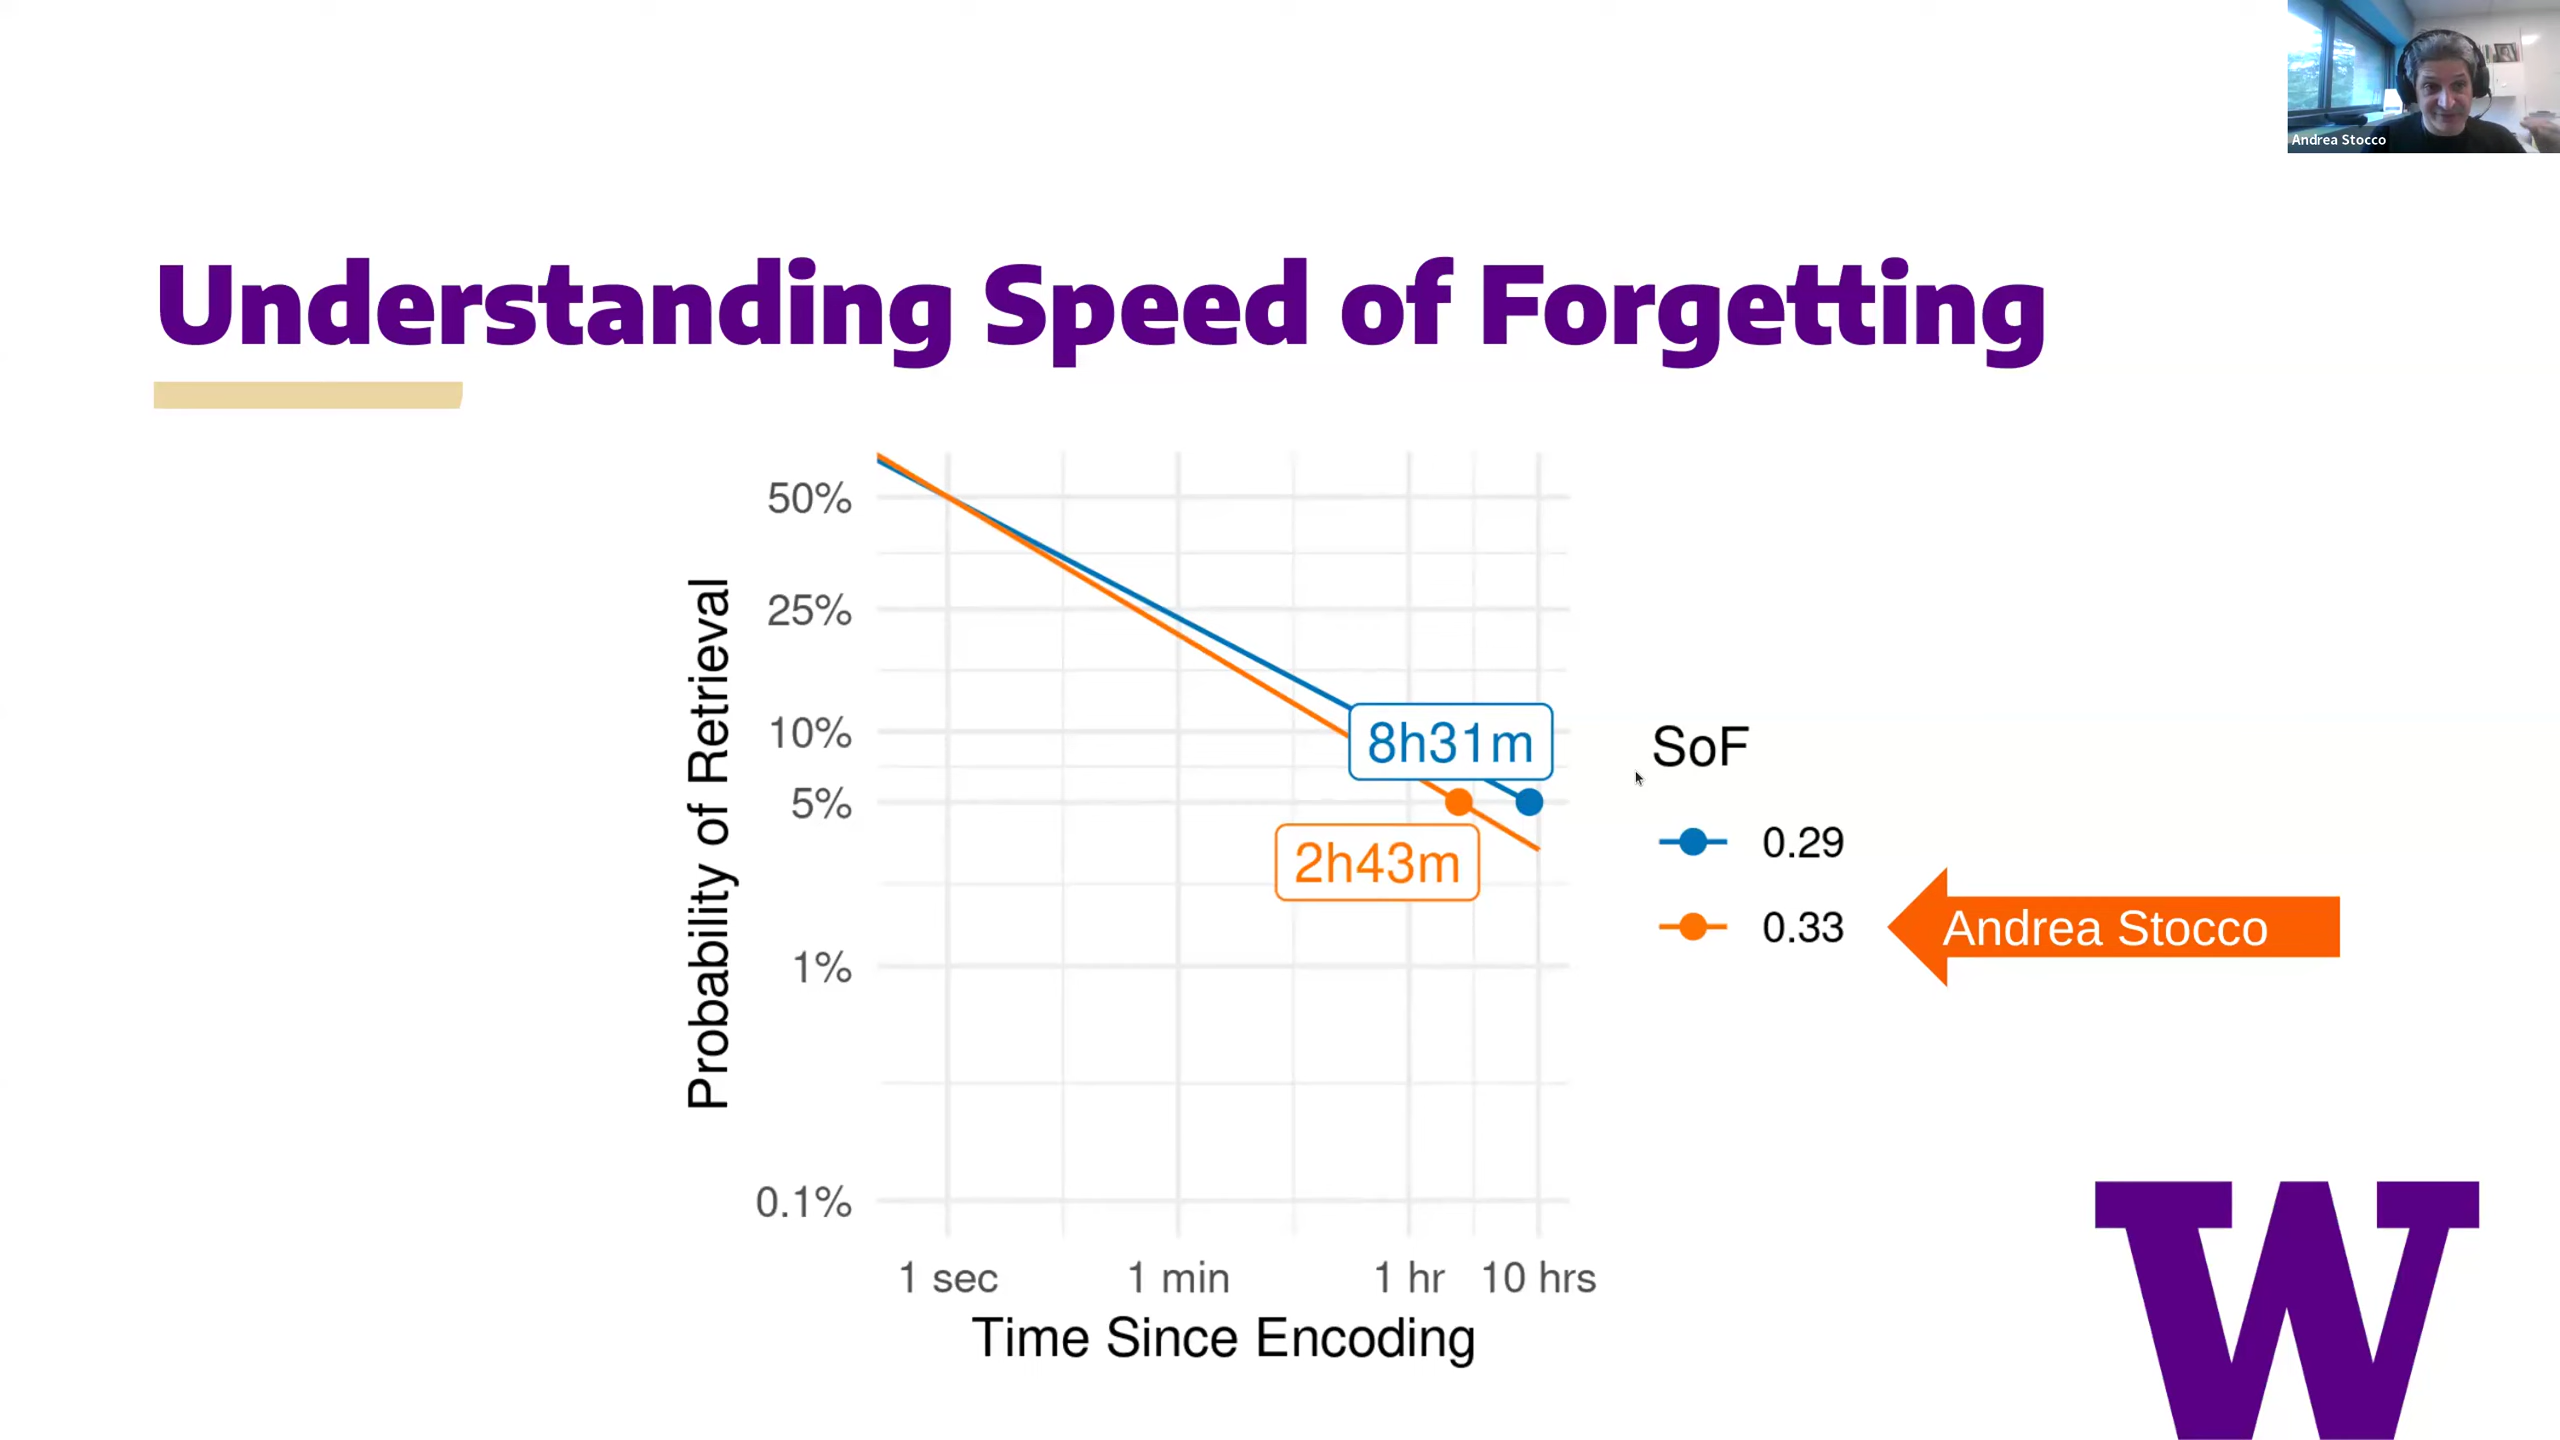 Andrea Stocco
Understanding Speed of Forgetting
Probability of Retrieval
50%
25%
10%
5%
1%
0.1%
8h31m
2h43m
1 sec
1 min
1 hr
10 hrs
Time Since Encoding
SoF
0.29
0.33
Andrea Stocco
W